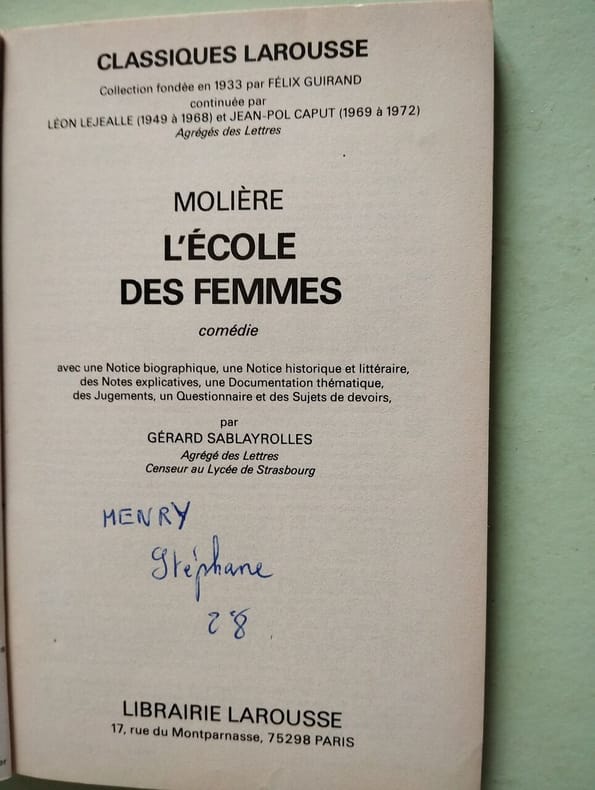 CLASSIQUES LAROUSSE
Collection fondée en 1933 par FÉLIX GUIRAND
continuée par
LÉON LEJEALLE (1949 à 1968) et JEAN-POL CAPUT (1969 à 1972)
Agrégés des Lettres
MOLIÈRE
L'ÉCOLE
DES FEMMES
comédie
avec une Notice biographique, une Notice historique et littéraire,
des Notes explicatives, une Documentation thématique,
des Jugements, un Questionnaire et des Sujets de devoirs,
par
GÉRARD SABLAYROLLES
Agrégé des Lettres
Censeur au Lycée de Strasbourg
HENRY
Stéphane
28
LIBRAIRIE LAROUSSE
17, rue du Montparnasse, 75298 PARIS